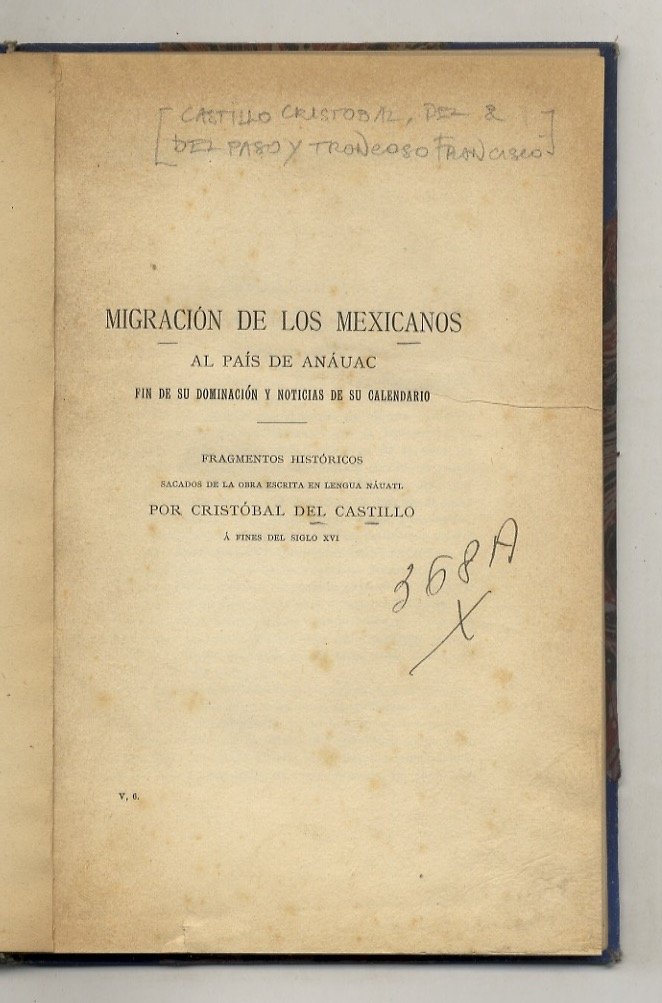 [CASTILLO CRISTOBAL, DEL &
DEL PASO Y TRONCOSO FRANCISCO]
MIGRACIÓN DE LOS MEXICANOS
AL PAÍS DE ANÁUAC
FIN DE SU DOMINACIÓN Y NOTICIAS DE SU CALENDARIO
FRAGMENTOS HISTÓRICOS
SACADOS DE LA OBRA ESCRITA EN LENGUA NÁUATL
POR CRISTÓBAL DEL CASTILLO
Á FINES DEL SIGLO XVI
368A
X
V, 6.